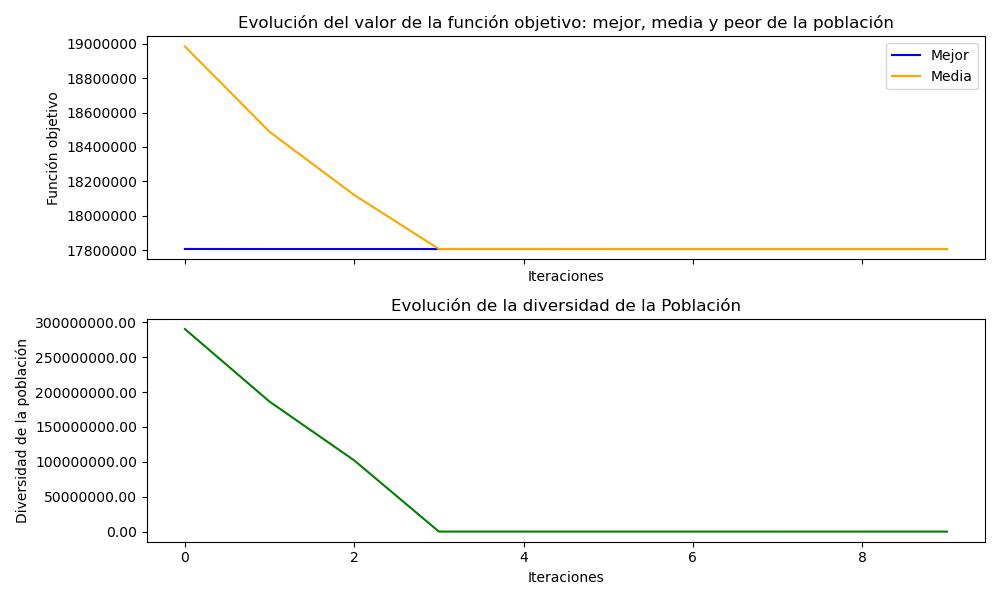 Evolución del valor de la función objetivo: mejor, media y peor de la población
19000000
18800000
18600000
18400000
18200000
18000000
17800000
Función objetivo
Mejor
Media
Iteraciones
Evolución de la diversidad de la Población
300000000.00
250000000.00
200000000.00
150000000.00
100000000.00
50000000.00
0.00
Diversidad de la población
0 2 4 6 8
Iteraciones